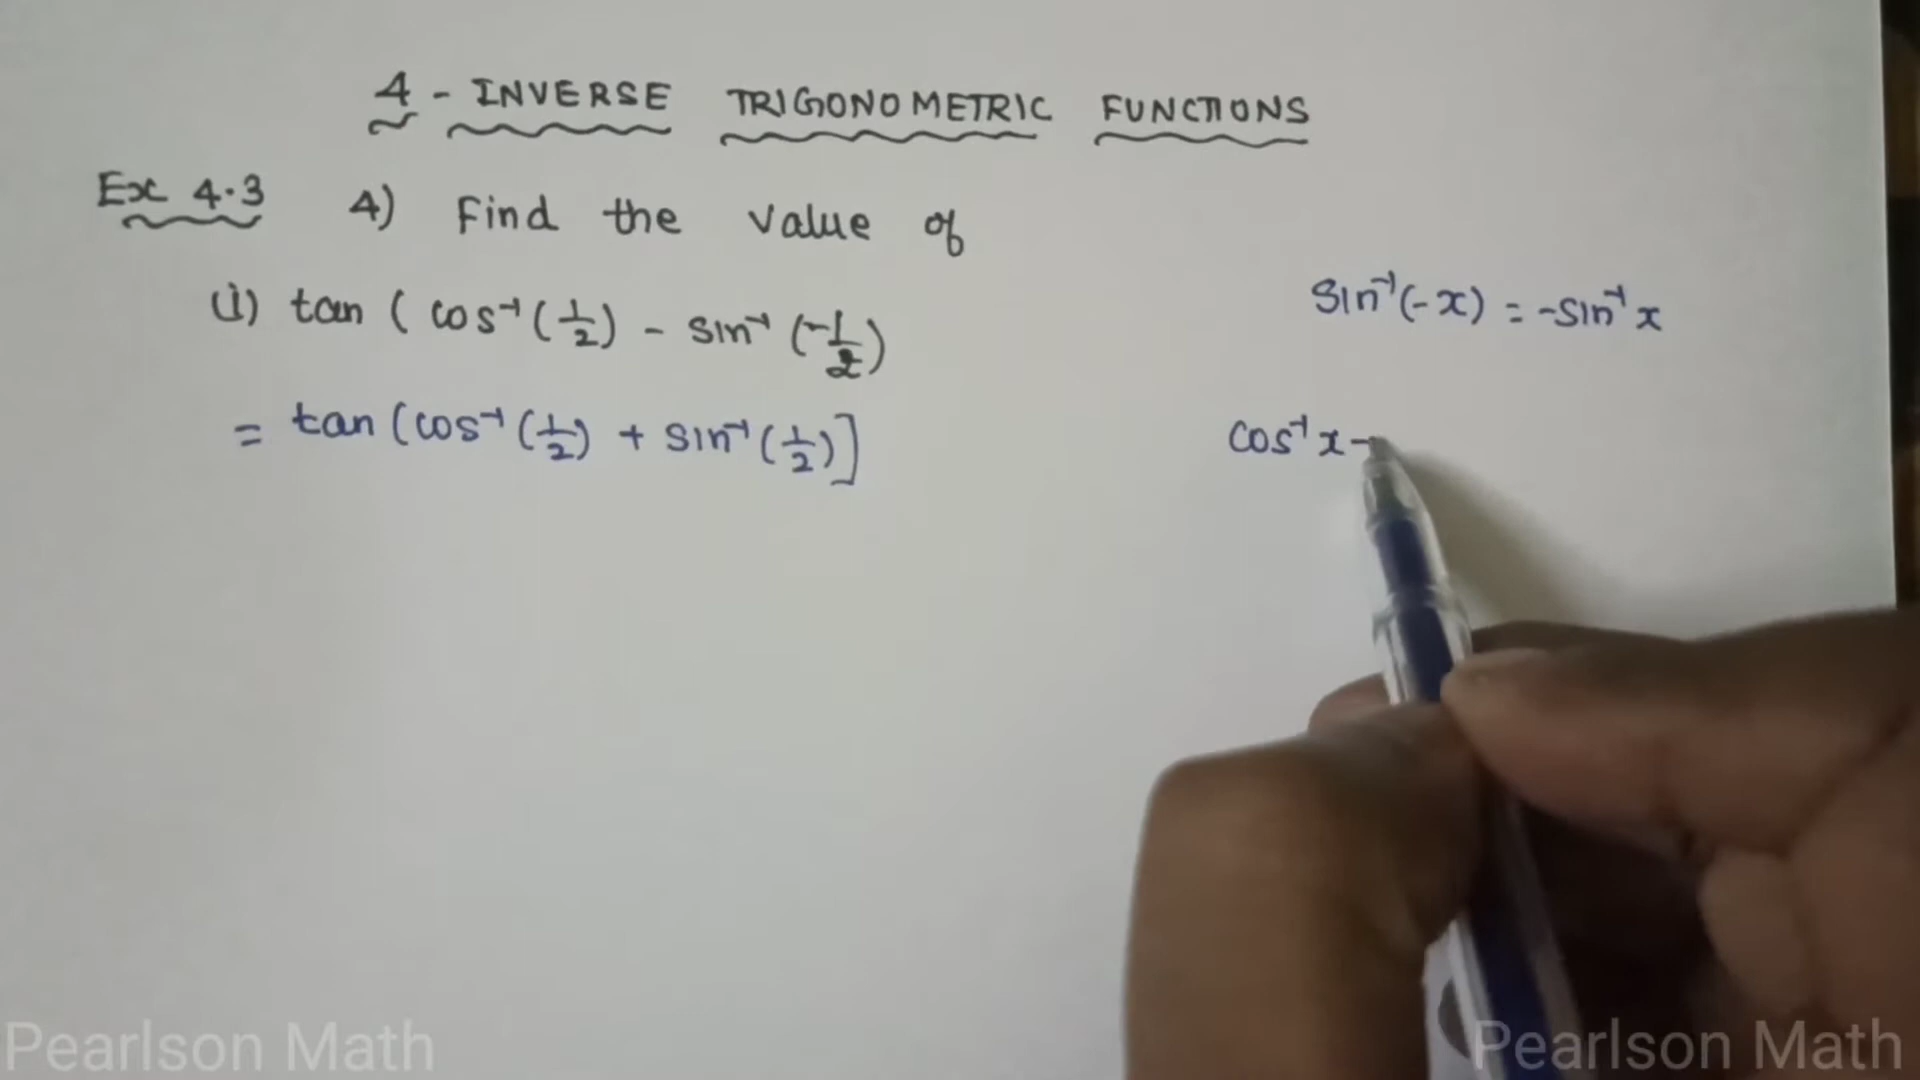 4 - INVERSE TRIGONOMETRIC FUNCTIONS
Ex 4.3 4) Find the value of
(i) tan ( cos⁻¹ (1/2) - sin⁻¹ (-1/2)
sin⁻¹(-x) = -sin⁻¹ x
= tan (cos⁻¹ (1/2) + sin⁻¹ (1/2)]
cos⁻¹ x -
Pearlson Math
Pearlson Math